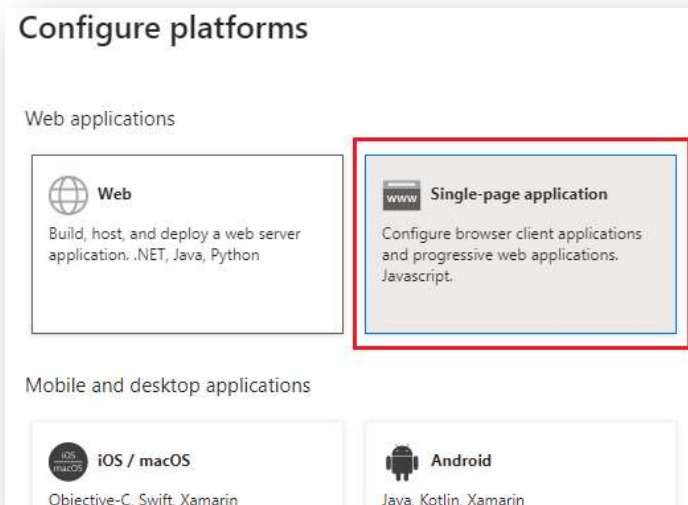 Configure platforms
Web applications
Web
Build, host, and deploy a web server
application. .NET, Java, Python
www
Single-page application
Configure browser client applications
and progressive web applications.
Javascript.
Mobile and desktop applications
iOS
macOS
iOS / macOS
Objective-C, Swift, Xamarin
Android
Java, Kotlin, Xamarin